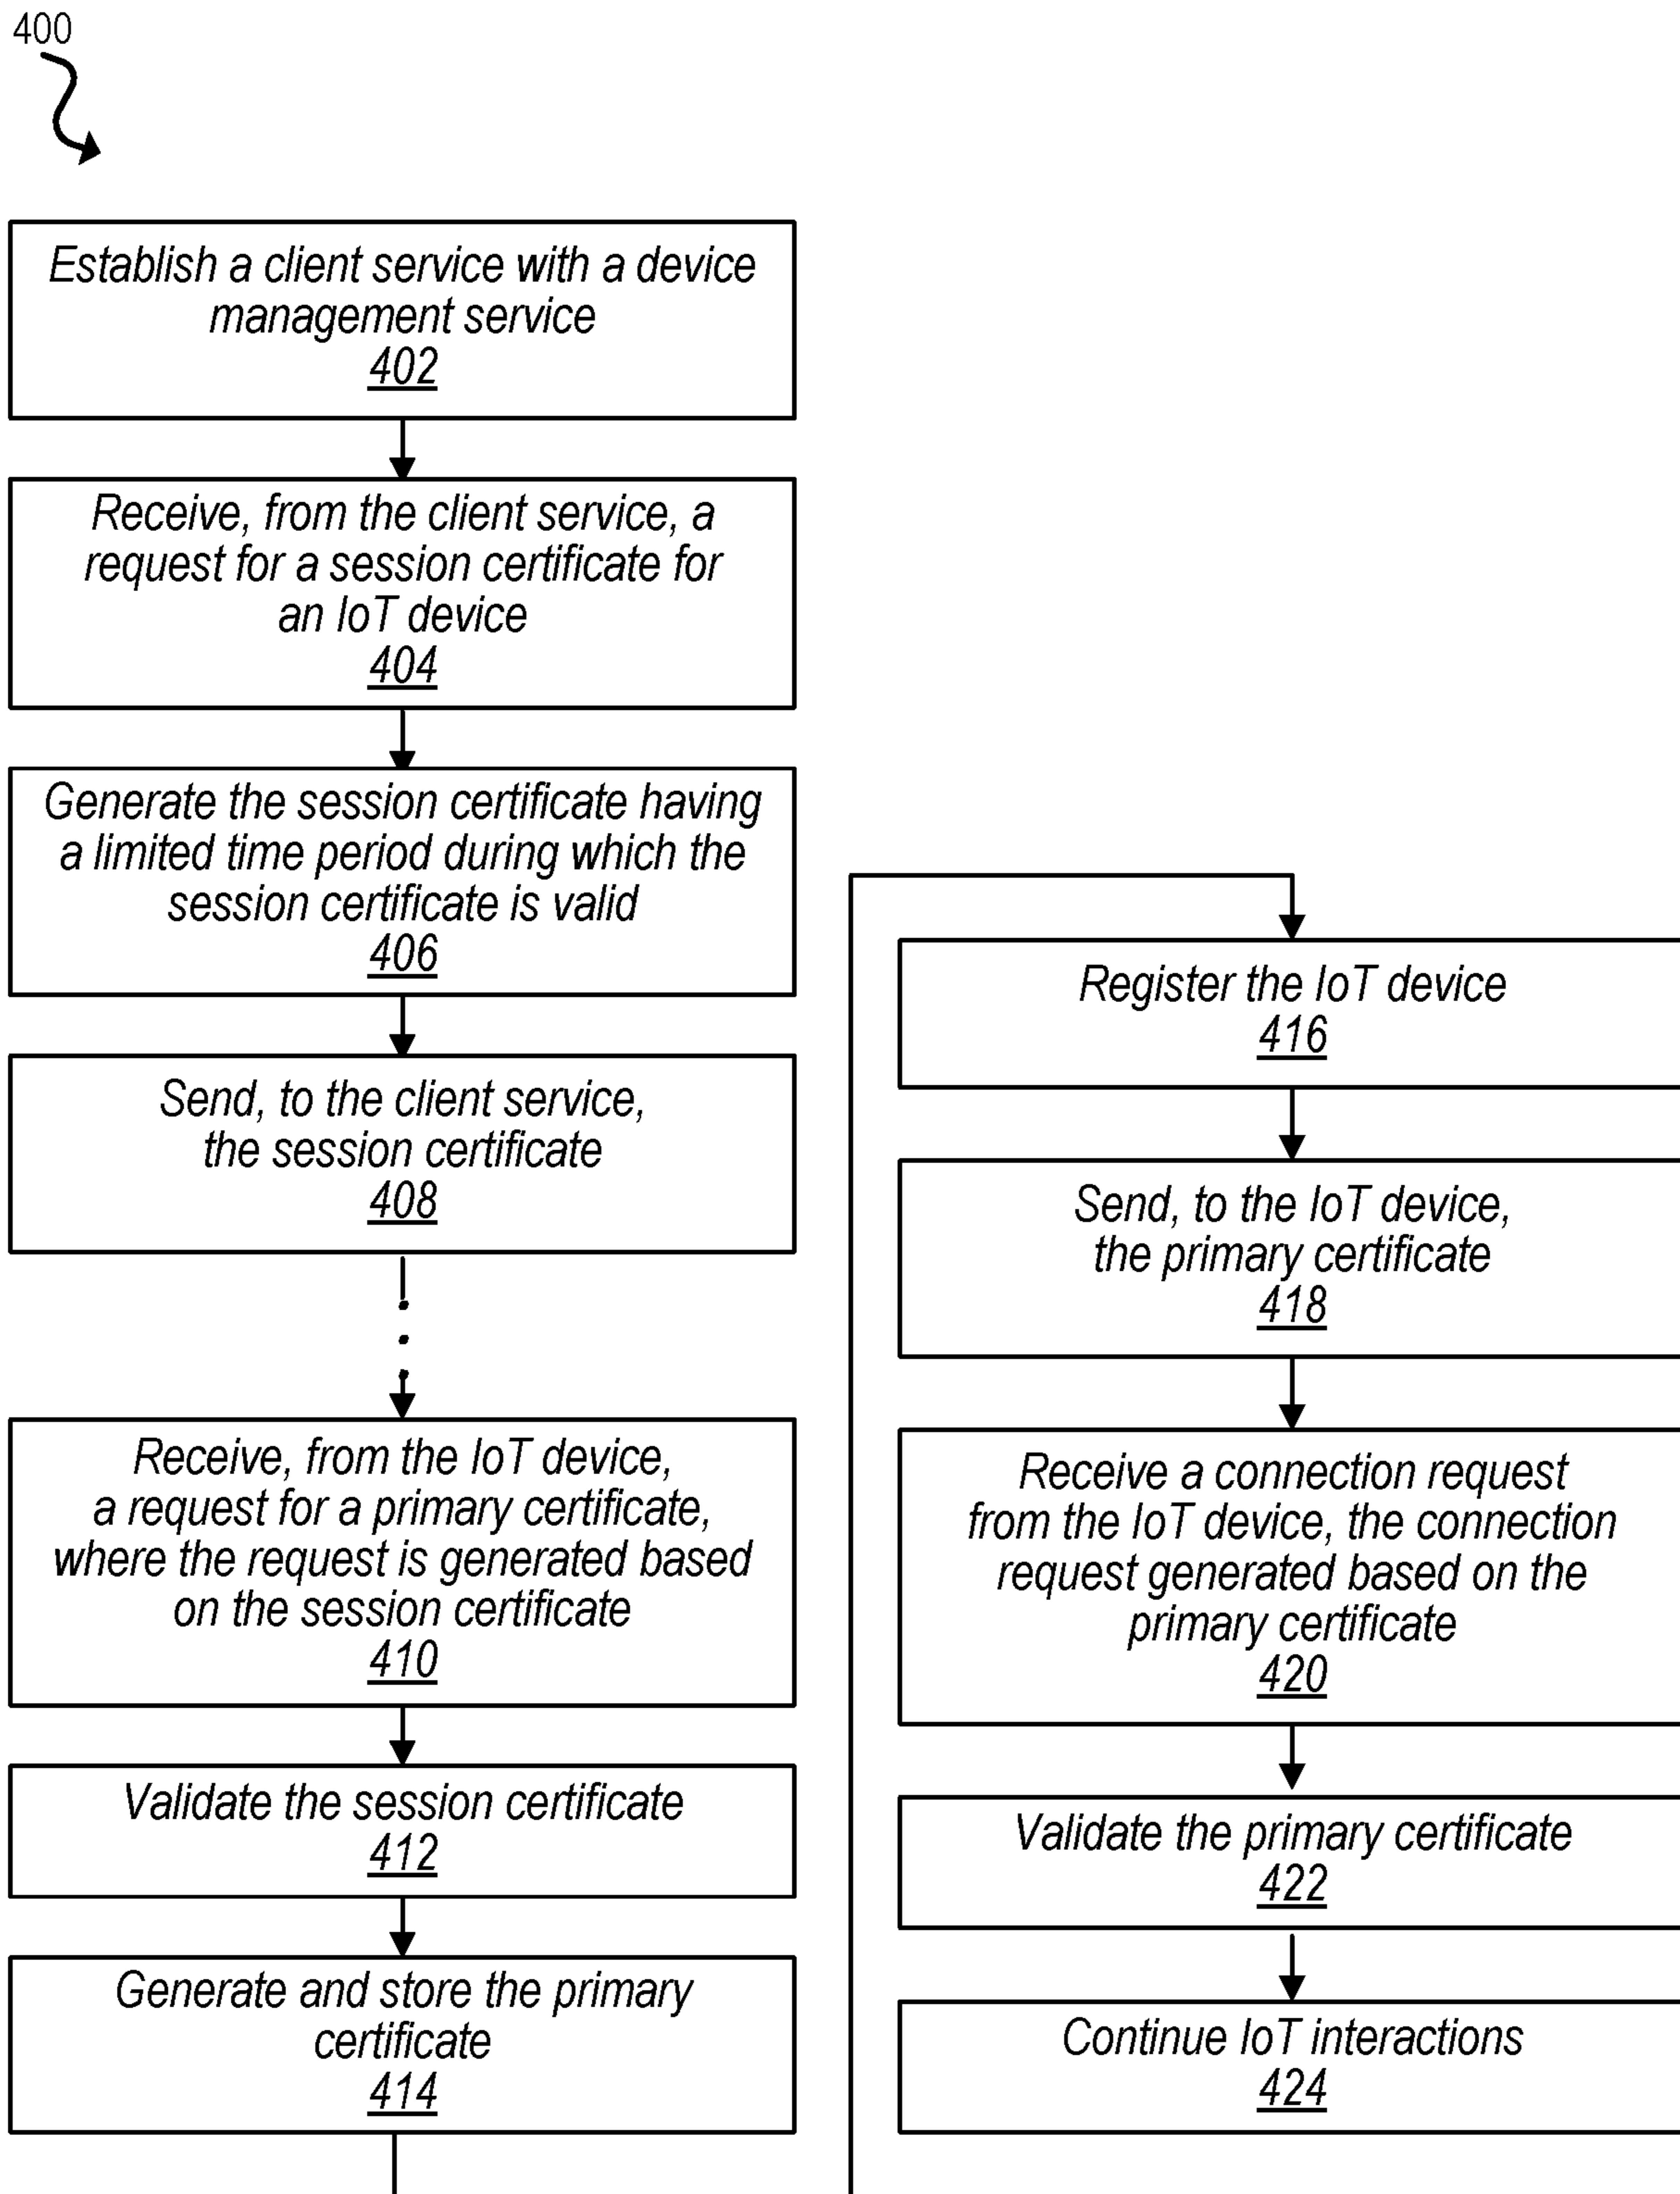 400
Establish a client service with a device
management service
402
Receive, from the client service, a
request for a session certificate for
an IoT device
404
Generate the session certificate having
a limited time period during which the
session certificate is valid
406
Send, to the client service,
the session certificate
408
Receive, from the IoT device,
a request for a primary certificate,
where the request is generated based
on the session certificate
410
Validate the session certificate
412
Generate and store the primary
certificate
414
Register the IoT device
416
Send, to the IoT device,
the primary certificate
418
Receive a connection request
from the IoT device, the connection
request generated based on the
primary certificate
420
Validate the primary certificate
422
Continue IoT interactions
424